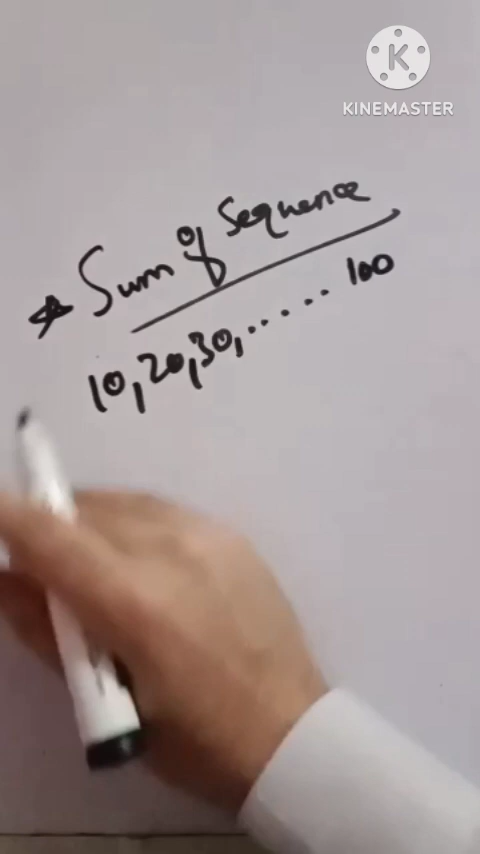 K
KINEMASTER
★ Sum of Sequence
10, 20, 30, ...... 100